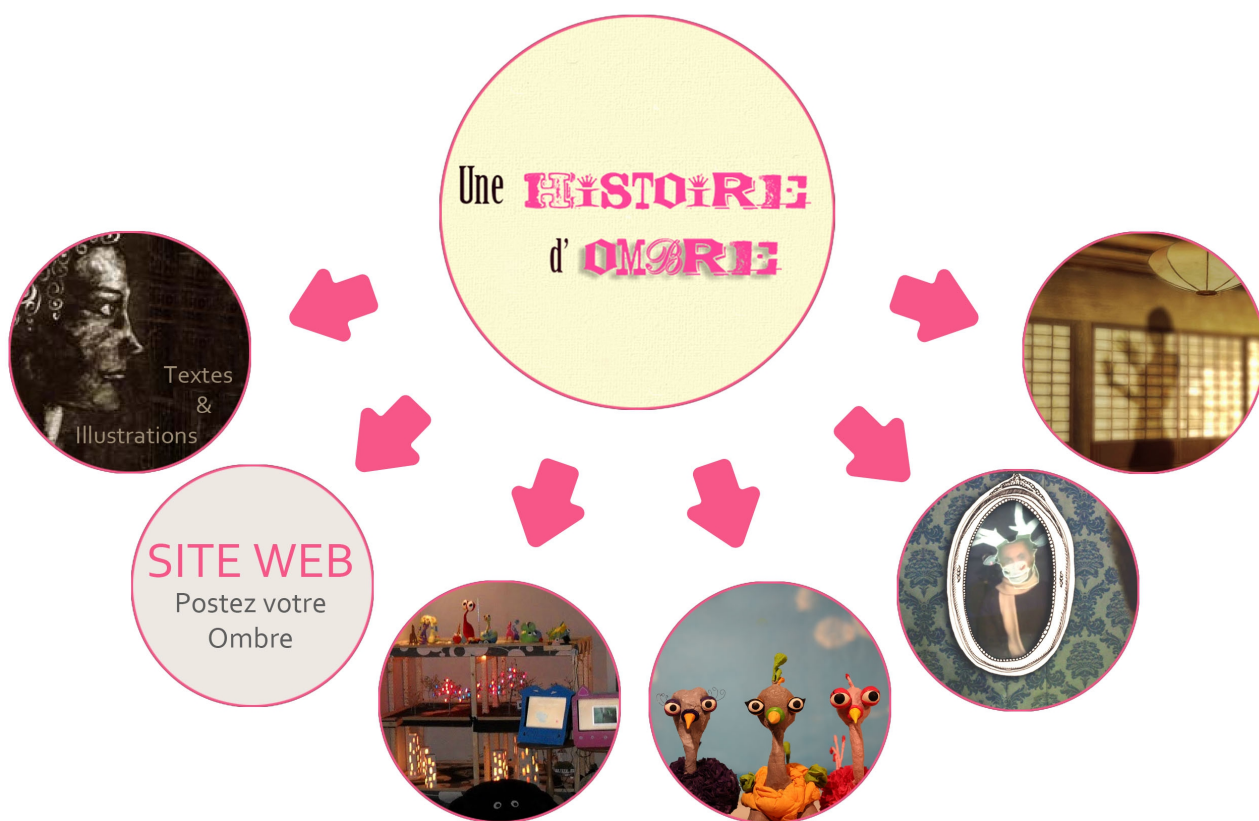 Une HiSTOiRE
d' OMBRE
Textes
&
Illustrations
SITE WEB
Postez votre
Ombre